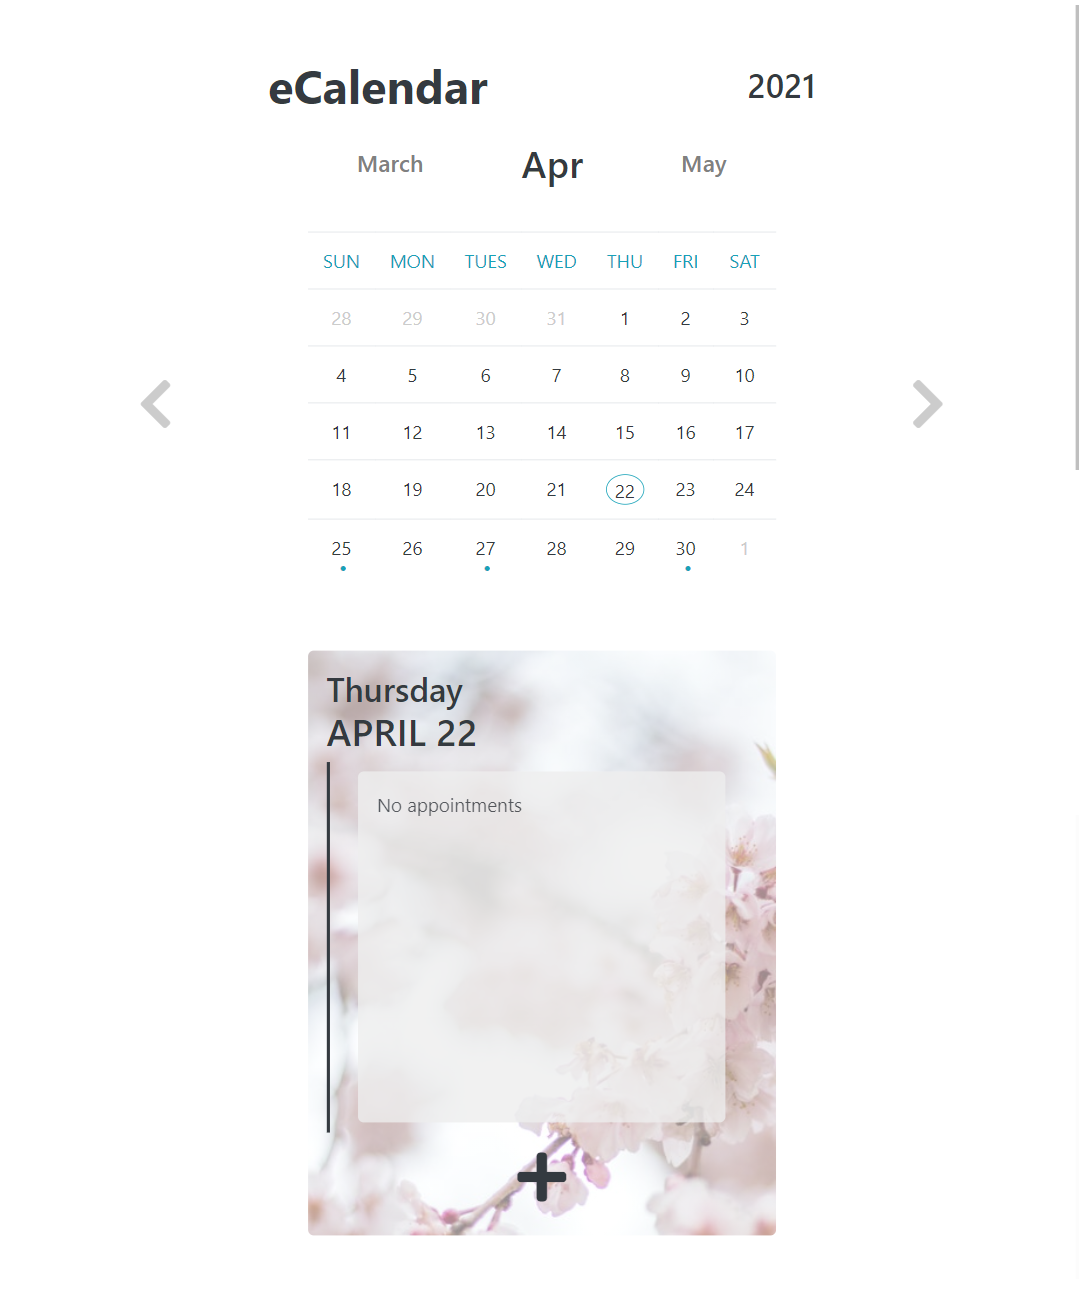 eCalendar 2021
March Apr May
SUN MON TUES WED THU FRI SAT
28 29 30 31 1 2 3
4 5 6 7 8 9 10
11 12 13 14 15 16 17
18 19 20 21 22 23 24
25 26 27 28 29 30 1
Thursday
APRIL 22
No appointments